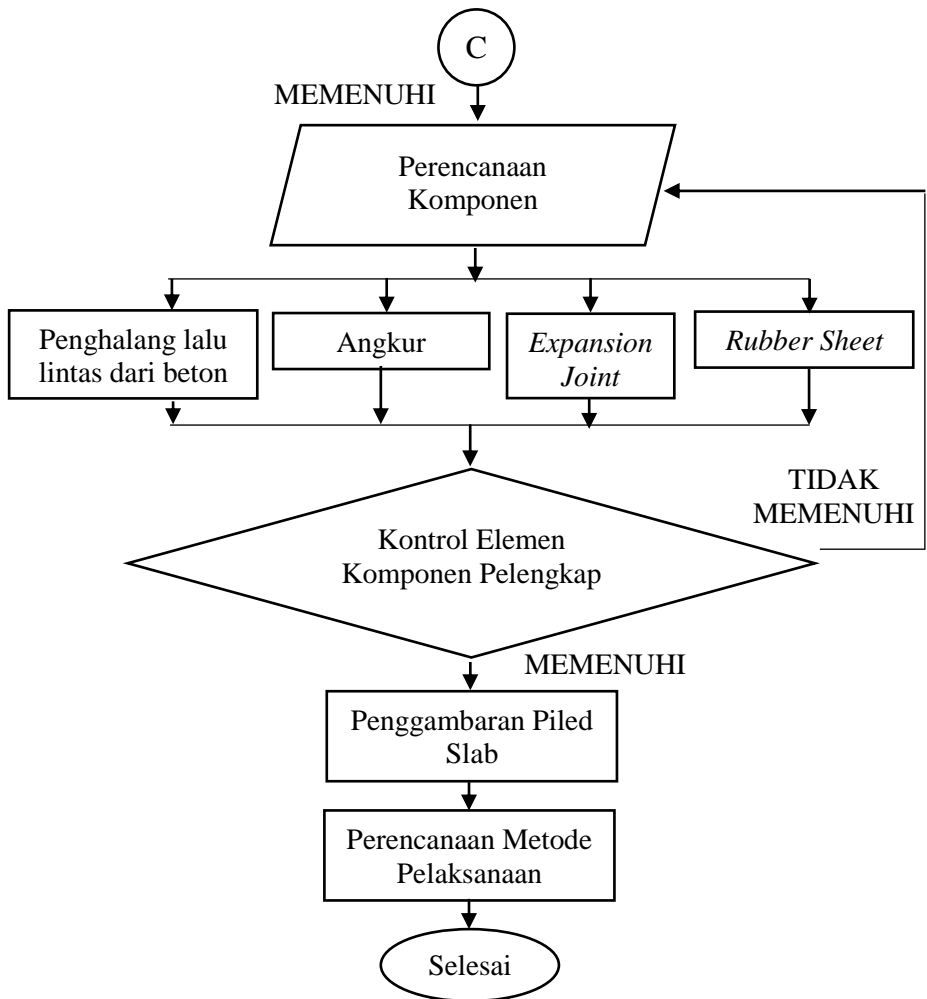 C
MEMENUHI
Perencanaan
Komponen
Penghalang lalu
lintas dari beton
Angkur
Expansion
Joint
Rubber Sheet
TIDAK
MEMENUHI
Kontrol Elemen
Komponen Pelengkap
MEMENUHI
Penggambaran Piled
Slab
Perencanaan Metode
Pelaksanaan
Selesai